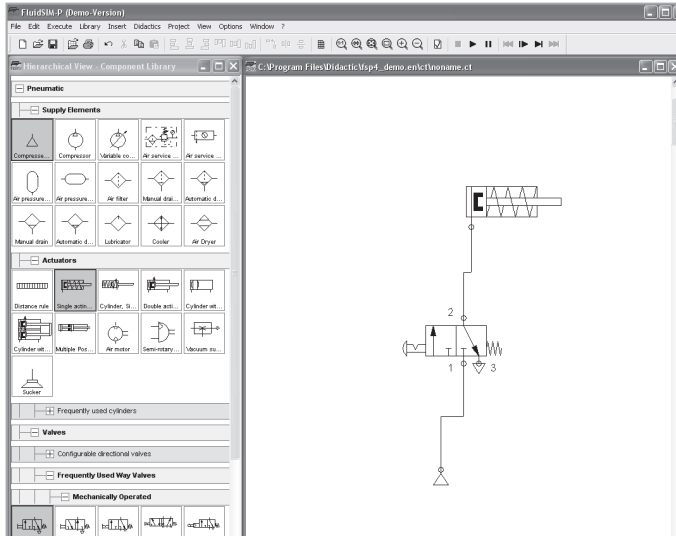 FluidSIM-P (Demo-Version)
File Edit Execute Library Insert Didactics Project View Options Window ?
Hierarchical View - Component Library
C:\Program Files\Didactic\fsp4_demo.en\ct\noname.ct
Pneumatic
Supply Elements
Compresse... Compressor Variable co... Air service ... Air service ...
Air pressure... Air pressure... Air filter Manual drai... Automatic d...
Manual drain Automatic d... Lubricator Cooler Air Dryer
Actuators
Distance rule Single actin... Cylinder, Si... Double acti... Cylinder wit...
Cylinder wit... Multiple Pos... Air motor Semi-rotary... Vacuum su...
Sucker
Frequently used cylinders
Valves
Configurable directional valves
Frequently Used Way Valves
Mechanically Operated
2
1 3